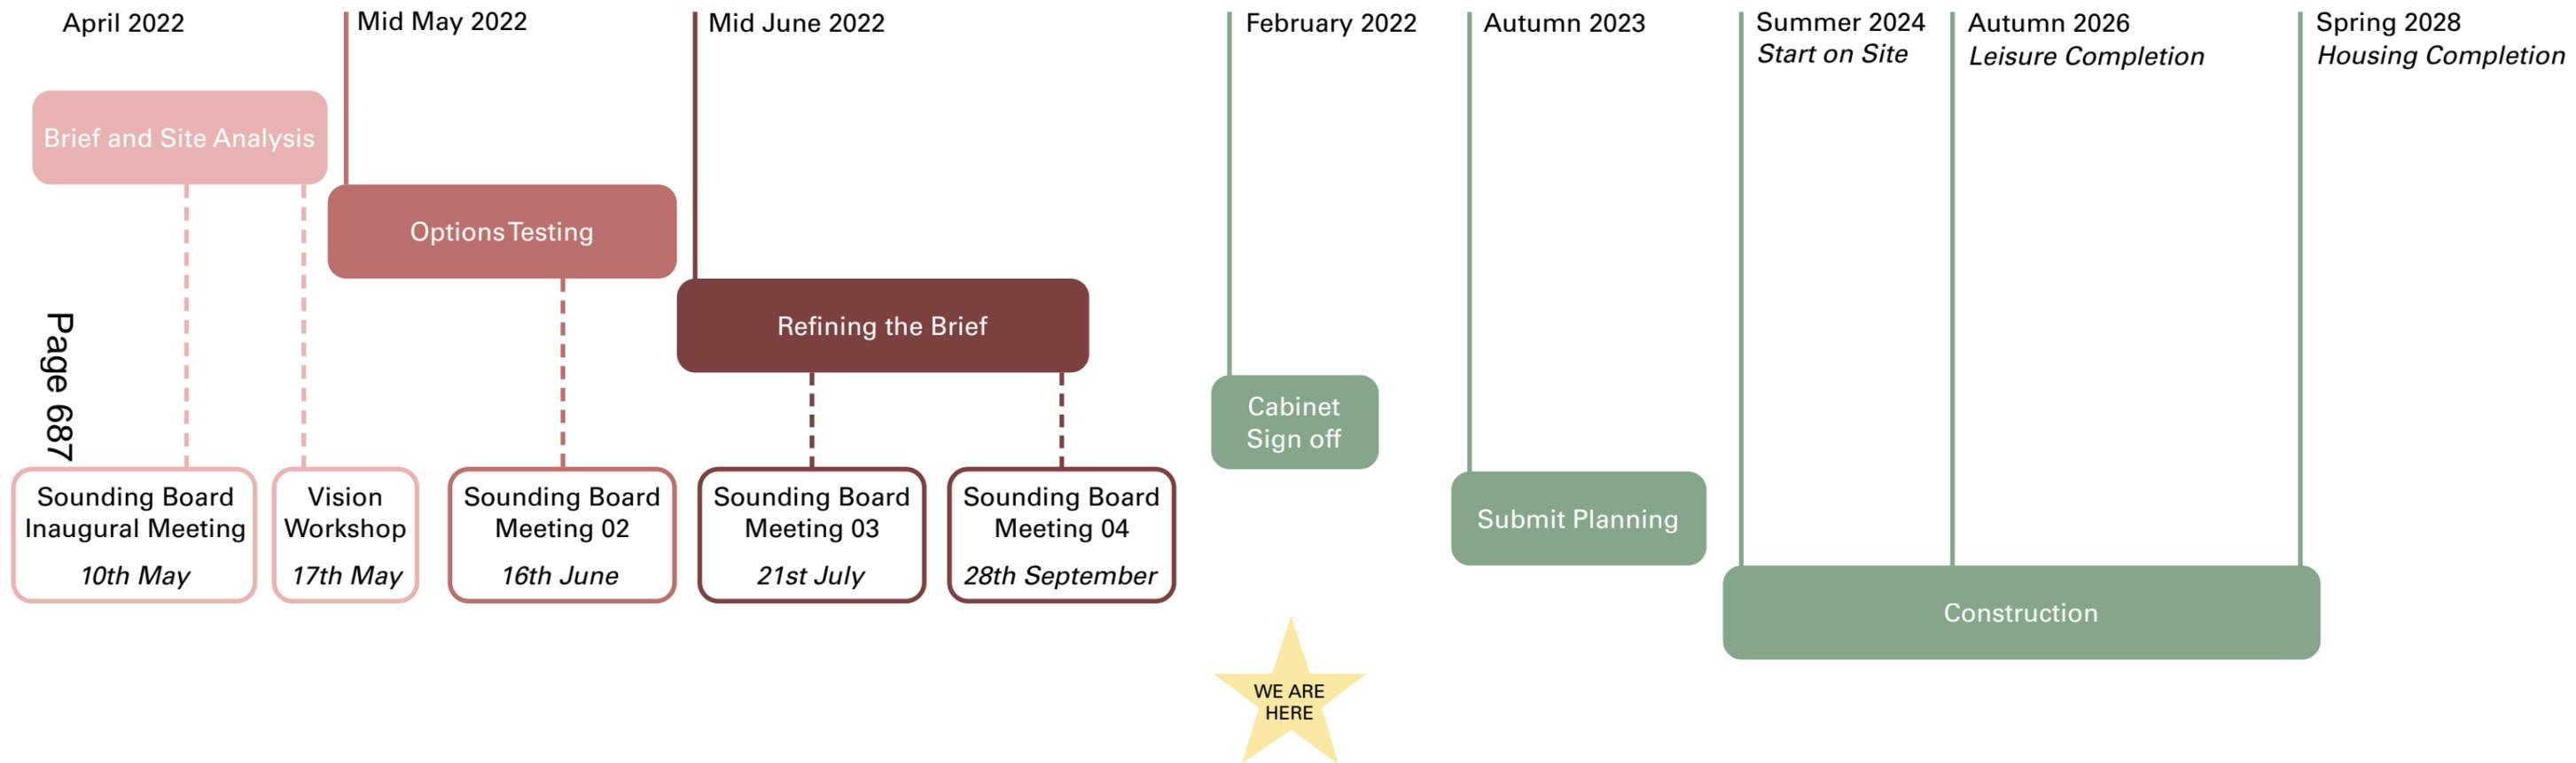 April 2022
Mid May 2022
Mid June 2022
February 2022
Autumn 2023
Summer 2024
Start on Site
Autumn 2026
Leisure Completion
Spring 2028
Housing Completion
Brief and Site Analysis
Options Testing
Refining the Brief
Cabinet
Sign off
Submit Planning
Construction
Page 687
Sounding Board
Inaugural Meeting
10th May
Vision
Workshop
17th May
Sounding Board
Meeting 02
16th June
Sounding Board
Meeting 03
21st July
Sounding Board
Meeting 04
28th September
WE ARE
HERE